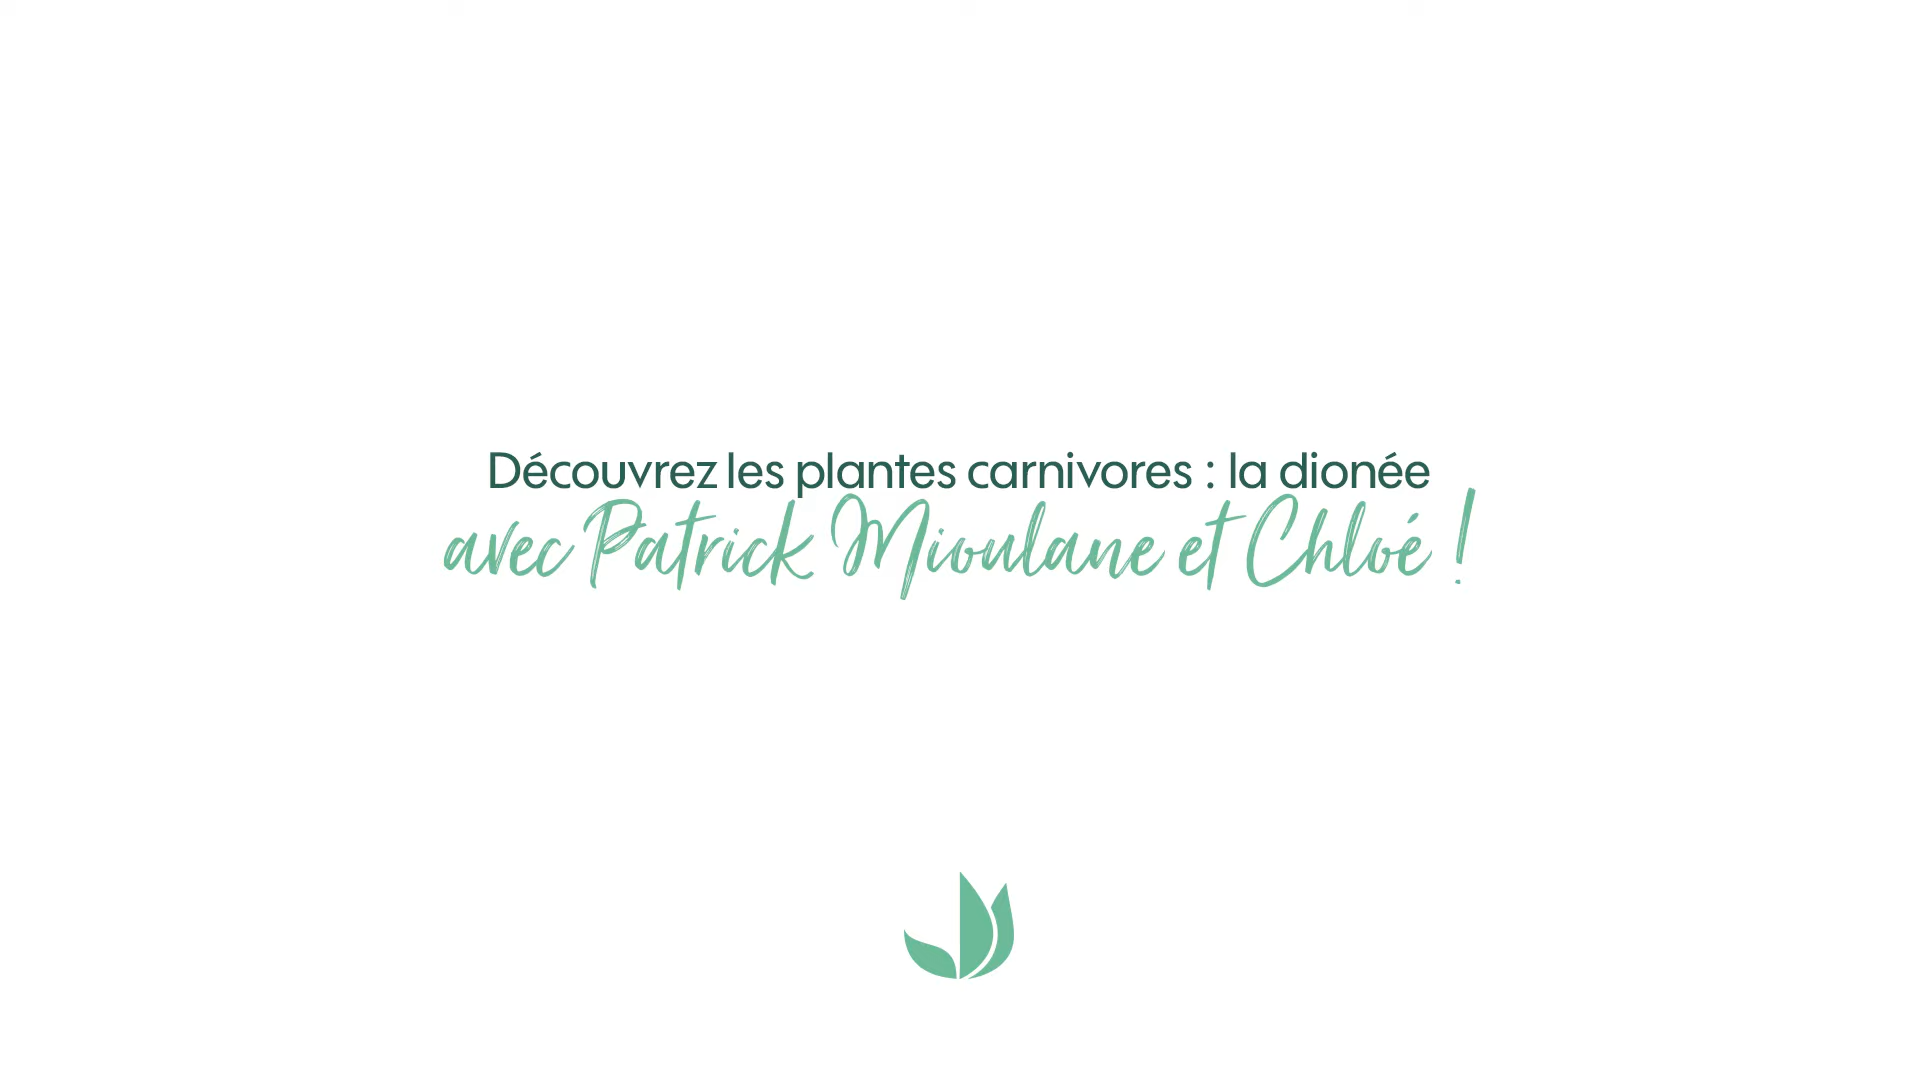 Découvrez les plantes carnivores : la dionée
avec Patrick Mioulane et Chloé !